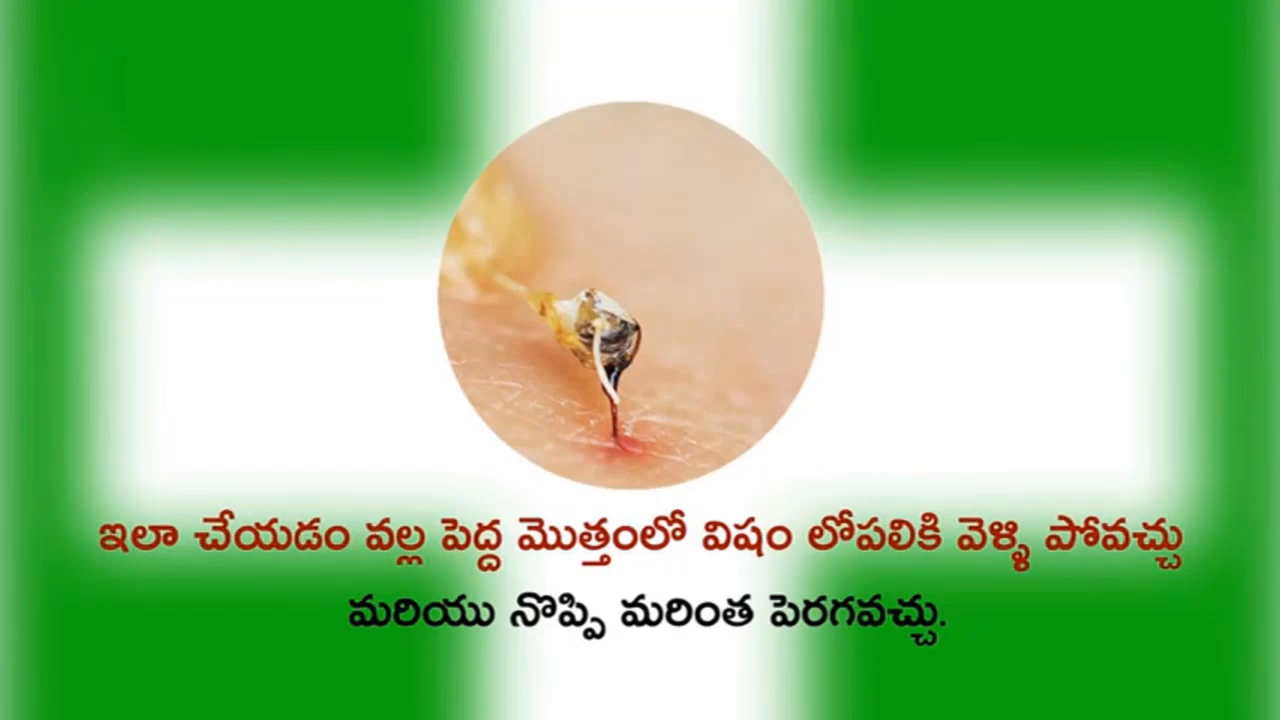 ఇలా చేయడం వల్ల పెద్ద మొత్తంలో విషం లోపలికి వెళ్ళి పోవచ్చు
మరియు నొప్పి మరింత పెరగవచ్చు.